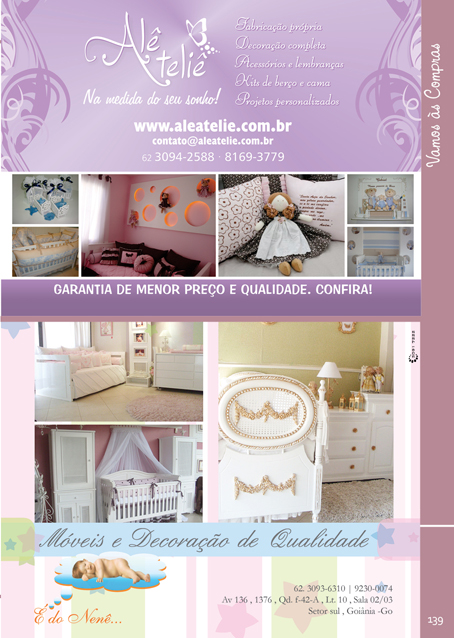 Alê
Ateliê
Na medida do seu sonho!
Fabricação própria
Decoração completa
Acessórios e lembranças
Kits de berço e cama
Projetos personalizados
www.aleatelie.com.br
contato@aleatelie.com.br
62 3094-2588 · 8169-3779
Vamos às Compras
GARANTIA DE MENOR PREÇO E QUALIDADE. CONFIRA!
Móveis e Decoração de Qualidade
É do Nenê...
62. 3093-6310 | 9230-0074
Av 136 , 1376 , Qd. f-42-A , Lt. 10 , Sala 02/03
Setor sul , Goiânia -Go
139